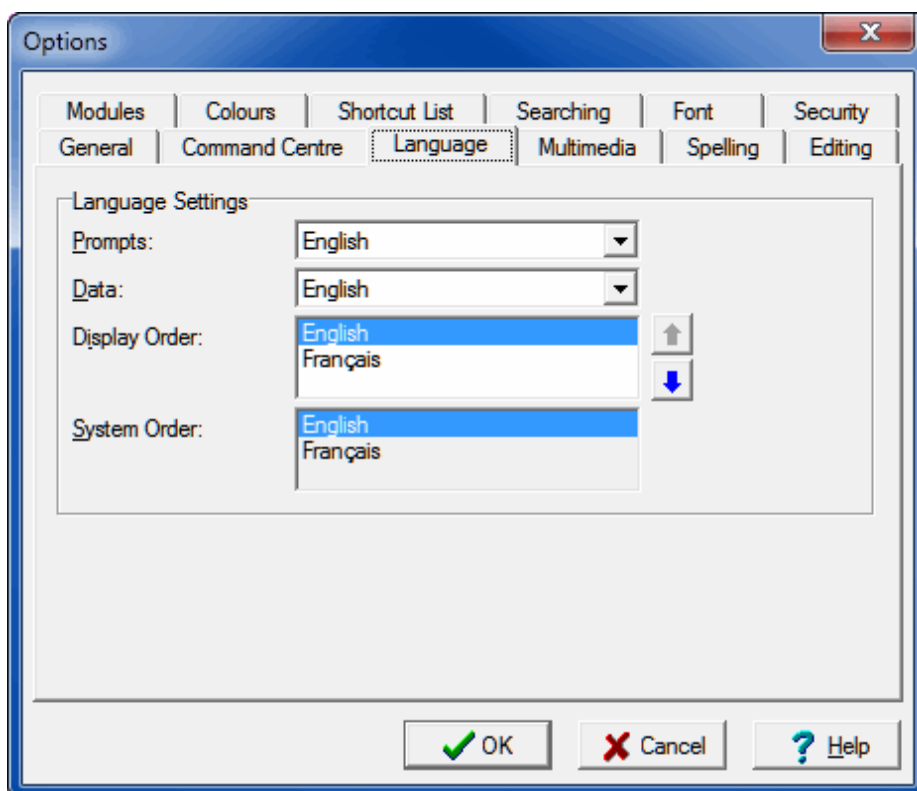 Options
Modules Colours Shortcut List Searching Font Security
General Command Centre Language Multimedia Spelling Editing
Language Settings
Prompts: English
Data: English
Display Order: English
Français
System Order: English
Français
OK Cancel Help